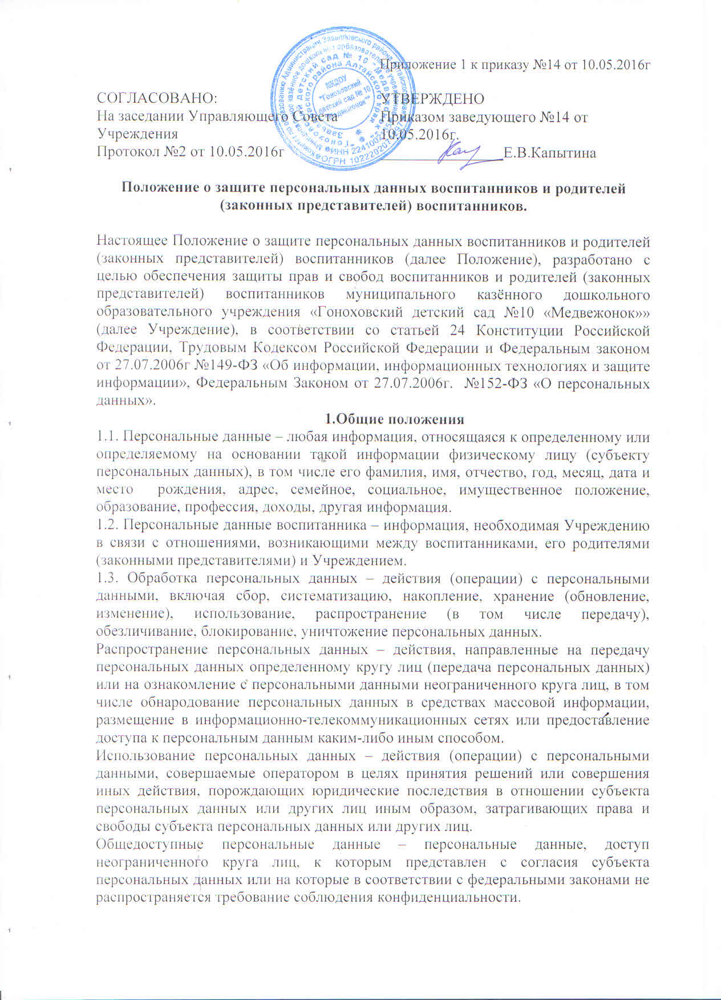 Приложение 1 к приказу №14 от 10.05.2016г
СОГЛАСОВАНО:
На заседании Управляющего Совета
Учреждения
Протокол №2 от 10.05.2016г
УТВЕРЖДЕНО
Приказом заведующего №14 от
10.05.2016г.
Е.В.Капытина
МКДОУ
"Гоноховский
детский сад № 10
"Медвежонок"
Положение о защите персональных данных воспитанников и родителей
(законных представителей) воспитанников.
Настоящее Положение о защите персональных данных воспитанников и родителей
(законных представителей) воспитанников (далее Положение), разработано с
целью обеспечения защиты прав и свобод воспитанников и родителей (законных
представителей) воспитанников муниципального казённого дошкольного
образовательного учреждения «Гоноховский детский сад №10 «Медвежонок»»
(далее Учреждение), в соответствии со статьей 24 Конституции Российской
Федерации, Трудовым Кодексом Российской Федерации и Федеральным законом
от 27.07.2006г №149-ФЗ «Об информации, информационных технологиях и защите
информации», Федеральным Законом от 27.07.2006г. №152-ФЗ «О персональных
данных».
1.Общие положения
1.1. Персональные данные – любая информация, относящаяся к определенному или
определяемому на основании такой информации физическому лицу (субъекту
персональных данных), в том числе его фамилия, имя, отчество, год, месяц, дата и
место рождения, адрес, семейное, социальное, имущественное положение,
образование, профессия, доходы, другая информация.
1.2. Персональные данные воспитанника – информация, необходимая Учреждению
в связи с отношениями, возникающими между воспитанниками, его родителями
(законными представителями) и Учреждением.
1.3. Обработка персональных данных – действия (операции) с персональными
данными, включая сбор, систематизацию, накопление, хранение (обновление,
изменение), использование, распространение (в том числе передачу),
обезличивание, блокирование, уничтожение персональных данных.
Распространение персональных данных – действия, направленные на передачу
персональных данных определенному кругу лиц (передача персональных данных)
или на ознакомление с персональными данными неограниченного круга лиц, в том
числе обнародование персональных данных в средствах массовой информации,
размещение в информационно-телекоммуникационных сетях или предоставление
доступа к персональным данным каким-либо иным способом.
Использование персональных данных – действия (операции) с персональными
данными, совершаемые оператором в целях принятия решений или совершения
иных действия, порождающих юридические последствия в отношении субъекта
персональных данных или других лиц иным образом, затрагивающих права и
свободы субъекта персональных данных или других лиц.
Общедоступные персональные данные – персональные данные, доступ
неограниченного круга лиц, к которым представлен с согласия субъекта
персональных данных или на которые в соответствии с федеральными законами не
распространяется требование соблюдения конфиденциальности.